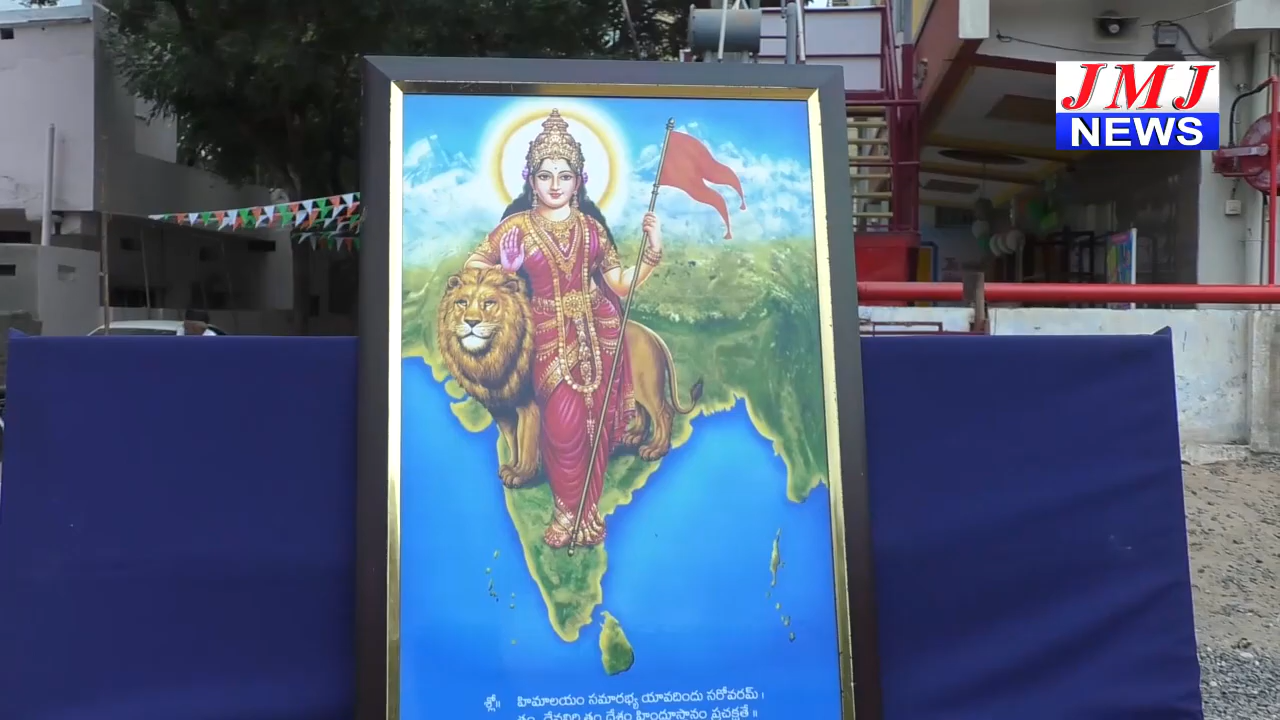 JMJ
NEWS
శ్లో॥ హిమాలయం సమారభ్య యావదిందు సరోవరమ్ ।
తం దేవనిర్మితం దేశం హిందూస్థానం ప్రచక్షతే ॥